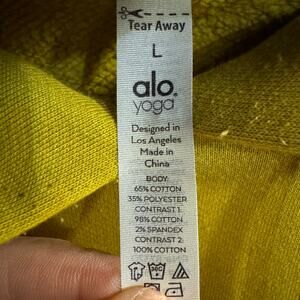 Tear Away
L
alo®
yoga
Designed in
Los Angeles
Made in
China
BODY:
65% COTTON
35% POLYESTER
CONTRAST 1:
98% COTTON
2% SPANDEX
CONTRAST 2:
100% COTTON